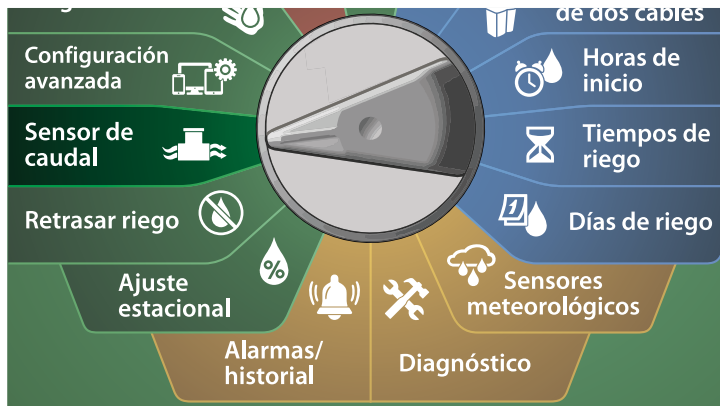 de dos cables
Configuración
avanzada
Horas de
inicio
Sensor de
caudal
Tiempos de
riego
Retrasar riego
1
Días de riego
%
Ajuste
estacional
Sensores
meteorológicos
Alarmas/
historial
Diagnóstico